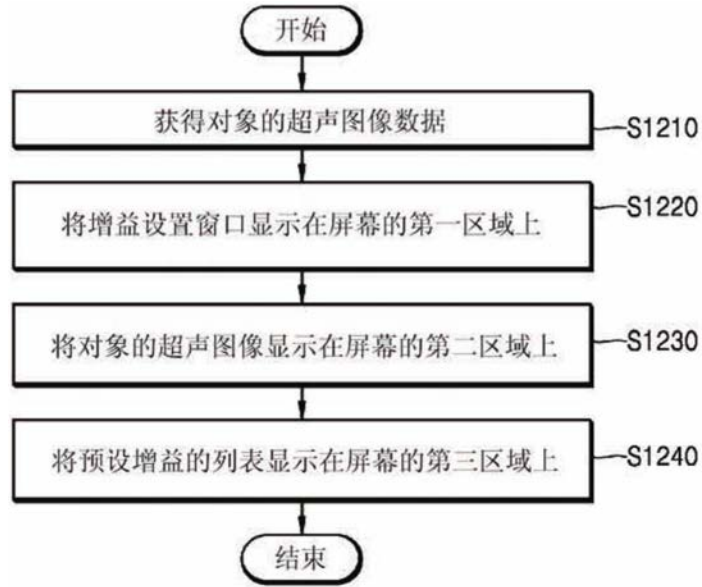 开始
获得对象的超声图像数据
S1210
将增益设置窗口显示在屏幕的第一区域上
S1220
将对象的超声图像显示在屏幕的第二区域上
S1230
将预设增益的列表显示在屏幕的第三区域上
S1240
结束